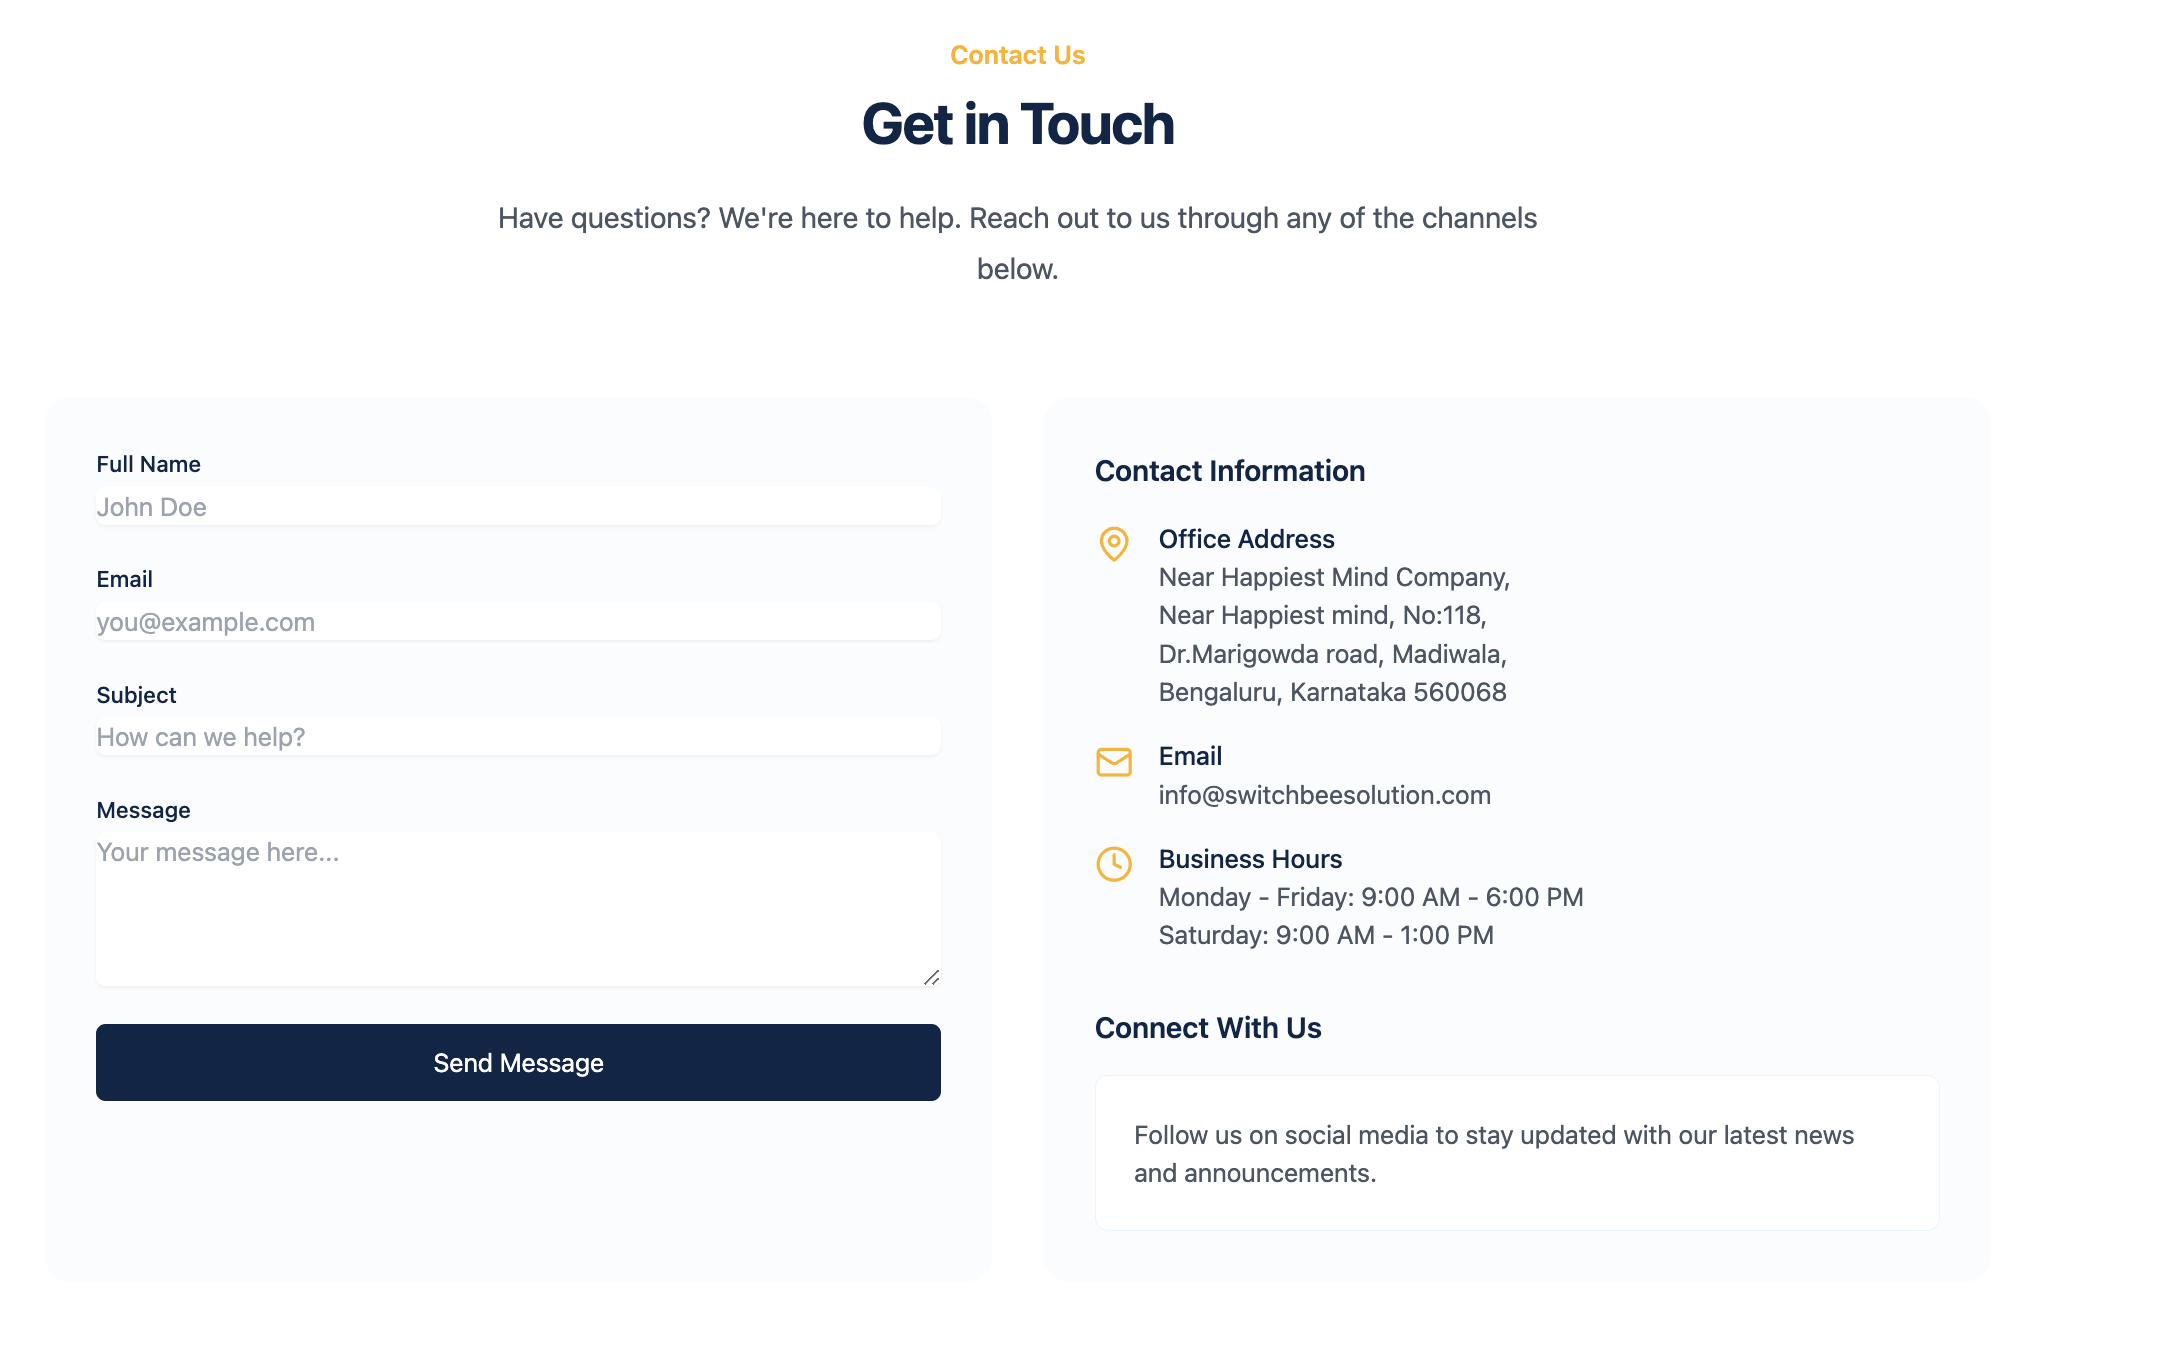 Contact Us
Get in Touch
Have questions? We're here to help. Reach out to us through any of the channels
below.
Full Name
John Doe
Email
you@example.com
Subject
How can we help?
Message
Your message here...
Send Message
Contact Information
Office Address
Near Happiest Mind Company,
Near Happiest mind, No:118,
Dr.Marigowda road, Madiwala,
Bengaluru, Karnataka 560068
Email
info@switchbeesolution.com
Business Hours
Monday - Friday: 9:00 AM - 6:00 PM
Saturday: 9:00 AM - 1:00 PM
Connect With Us
Follow us on social media to stay updated with our latest news
and announcements.